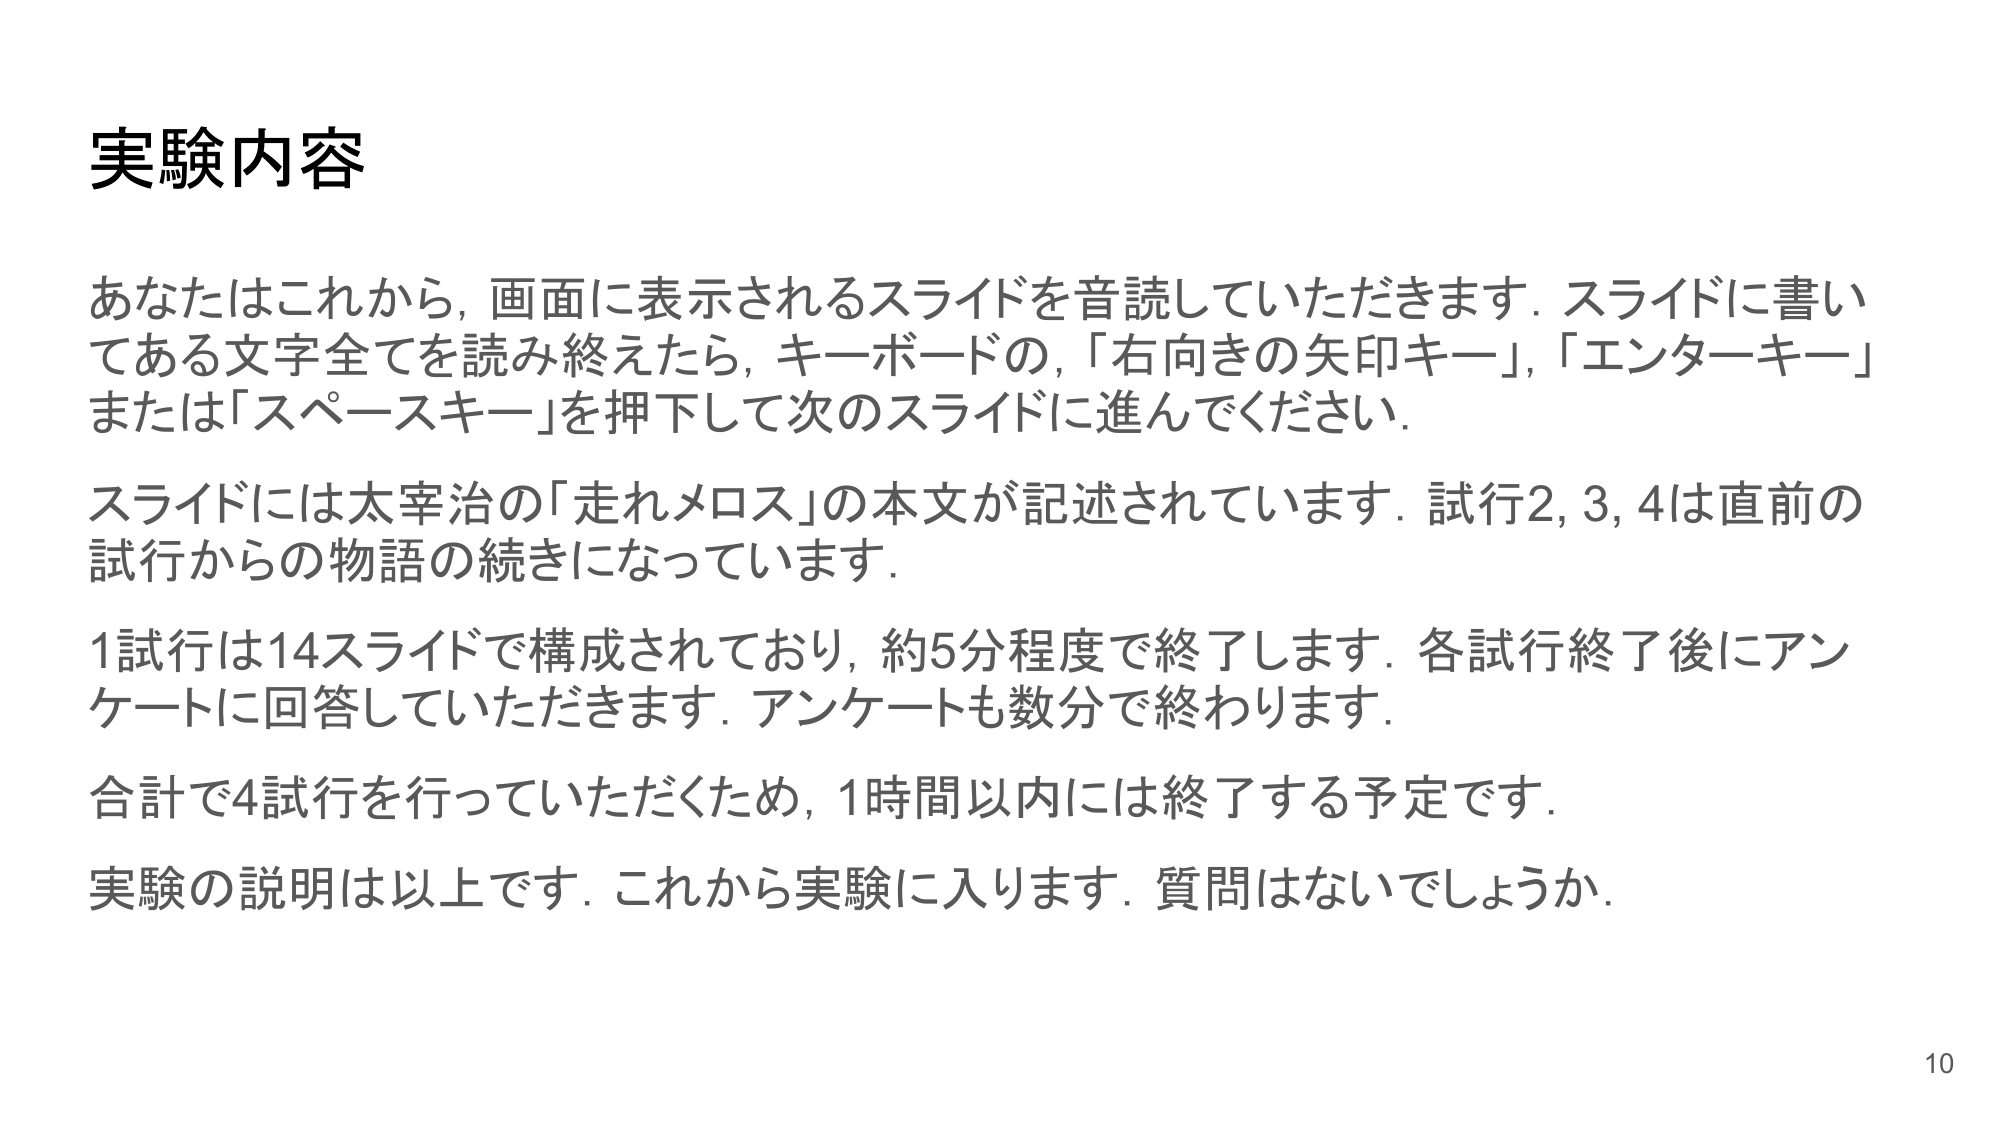 実験内容
あなたはこれから, 画面に表示されるスライドを音読していただきます. スライドに書い
てある文字全てを読み終えたら, キーボードの, 「右向きの矢印キー」, 「エンターキー」
または「スペースキー」を押下して次のスライドに進んでください.
スライドには太宰治の「走れメロス」の本文が記述されています. 試行2, 3, 4は直前の
試行からの物語の続きになっています.
1試行は14スライドで構成されており, 約5分程度で終了します. 各試行終了後にアン
ケートに回答していただきます. アンケートも数分で終わります.
合計で4試行を行っていただくため, 1時間以内には終了する予定です.
実験の説明は以上です. これから実験に入ります. 質問はないでしょうか.
10